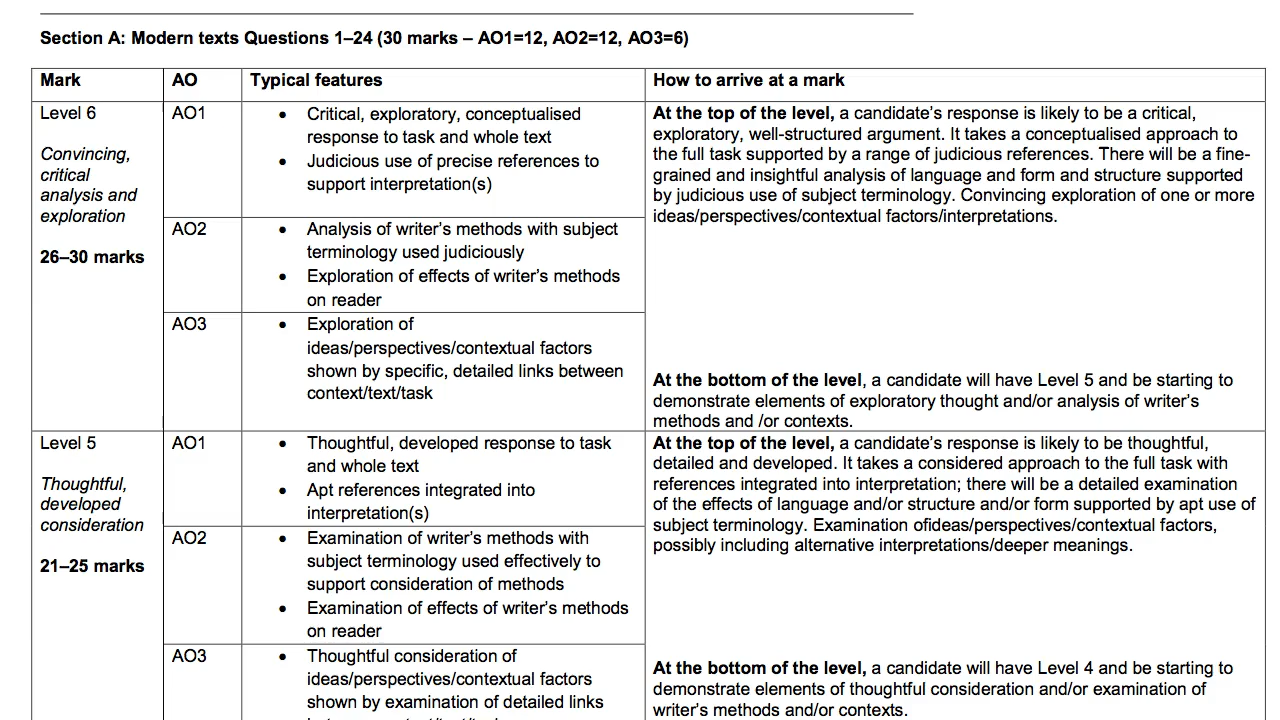 Section A: Modern texts Questions 1–24 (30 marks – AO1=12, AO2=12, AO3=6)
Mark
AO
Typical features
How to arrive at a mark
Level 6
Convincing,
critical
analysis and
exploration
26–30 marks
AO1
• Critical, exploratory, conceptualised
response to task and whole text
• Judicious use of precise references to
support interpretation(s)
AO2
• Analysis of writer’s methods with subject
terminology used judiciously
• Exploration of effects of writer’s methods
on reader
AO3
• Exploration of
ideas/perspectives/contextual factors
shown by specific, detailed links between
context/text/task
At the top of the level, a candidate’s response is likely to be a critical,
exploratory, well-structured argument. It takes a conceptualised approach to
the full task supported by a range of judicious references. There will be a fine-
grained and insightful analysis of language and form and structure supported
by judicious use of subject terminology. Convincing exploration of one or more
ideas/perspectives/contextual factors/interpretations.
At the bottom of the level, a candidate will have Level 5 and be starting to
demonstrate elements of exploratory thought and/or analysis of writer’s
methods and /or contexts.
Level 5
Thoughtful,
developed
consideration
21–25 marks
AO1
• Thoughtful, developed response to task
and whole text
• Apt references integrated into
interpretation(s)
AO2
• Examination of writer’s methods with
subject terminology used effectively to
support consideration of methods
• Examination of effects of writer’s methods
on reader
AO3
• Thoughtful consideration of
ideas/perspectives/contextual factors
shown by examination of detailed links
At the top of the level, a candidate’s response is likely to be thoughtful,
detailed and developed. It takes a considered approach to the full task with
references integrated into interpretation; there will be a detailed examination
of the effects of language and/or structure and/or form supported by apt use of
subject terminology. Examination ofideas/perspectives/contextual factors,
possibly including alternative interpretations/deeper meanings.
At the bottom of the level, a candidate will have Level 4 and be starting to
demonstrate elements of thoughtful consideration and/or examination of
writer’s methods and/or contexts.